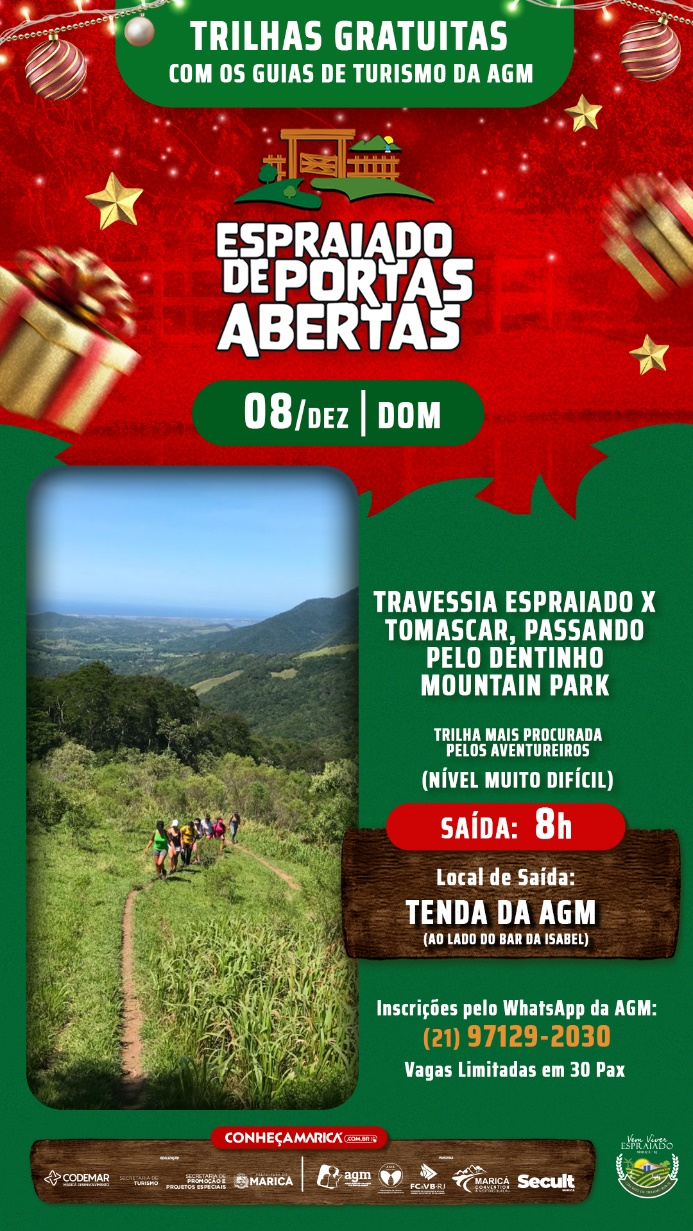 TRILHAS GRATUITAS
COM OS GUIAS DE TURISMO DA AGM
ESPRAIADO
DE PORTAS
ABERTAS
08/DEZ | DOM
TRAVESSIA ESPRAIADO X
TOMASCAR, PASSANDO
PELO DENTINHO
MOUNTAIN PARK
TRILHA MAIS PROCURADA
PELOS AVENTUREIROS
(NÍVEL MUITO DIFÍCIL)
SAÍDA: 8h
Local de Saída:
TENDA DA AGM
(AO LADO DO BAR DA ISABEL)
Inscrições pelo WhatsApp da AGM:
(21) 97129-2030
Vagas Limitadas em 30 Pax
CONHEÇAMARICÁ.COM.BR
CODEMAR
SECRETARIA DE
TURISMO
SECRETARIA DE
PROMOÇÃO E
PROJETOS ESPECIAIS
MARICÁ
agm
FC&VB-RJ
MARICÁ
CONVENTION
Secult
Vem Viver
ESPRAIADO